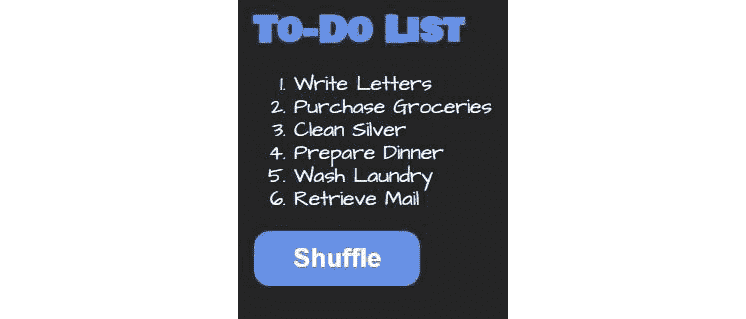 To-Do List
1. Write Letters
2. Purchase Groceries
3. Clean Silver
4. Prepare Dinner
5. Wash Laundry
6. Retrieve Mail
Shuffle